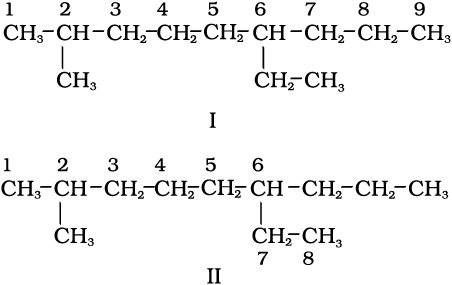 1 2 3 4 5 6 7 8 9
CH₃–CH–CH₂–CH₂–CH₂–CH–CH₂–CH₂–CH₃
CH₃ CH₂–CH₃
I
1 2 3 4 5 6
CH₃–CH–CH₂–CH₂–CH₂–CH–CH₂–CH₂–CH₃
CH₃ CH₂–CH₃
7 8
II